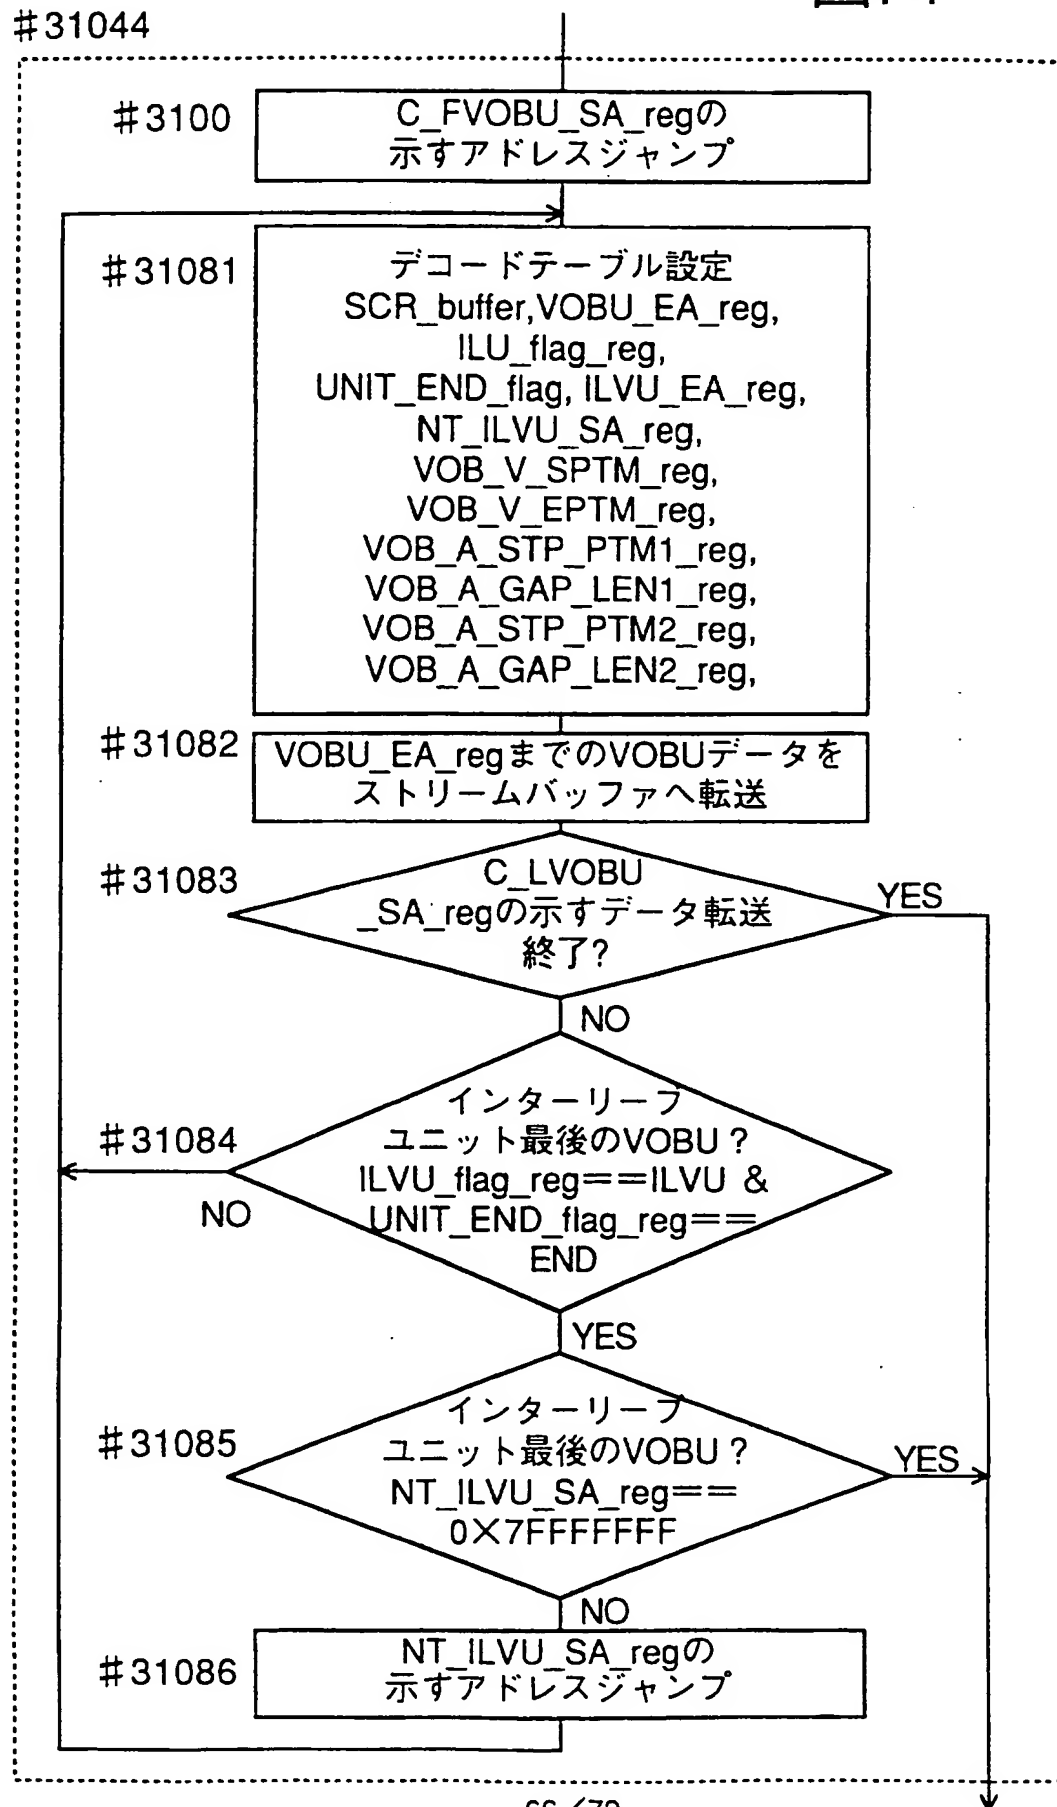 #31044
#3100
C_FVOBU_SA_regの
示すアドレスジャンプ
#31081
デコードテーブル設定
SCR_buffer,VOBU_EA_reg,
ILU_flag_reg,
UNIT_END_flag, ILVU_EA_reg,
NT_ILVU_SA_reg,
VOB_V_SPTM_reg,
VOB_V_EPTM_reg,
VOB_A_STP_PTM1_reg,
VOB_A_GAP_LEN1_reg,
VOB_A_STP_PTM2_reg,
VOB_A_GAP_LEN2_reg,
#31082
VOBU_EA_regまでのVOBUデータを
ストリームバッファへ転送
#31083
C_LVOBU
_SA_regの示すデータ転送
終了?
YES
NO
#31084
インターリーブ
ユニット最後のVOBU?
ILVU_flag_reg==ILVU &
UNIT_END_flag_reg==
END
NO
YES
#31085
インターリーブ
ユニット最後のVOBU?
NT_ILVU_SA_reg==
0×7FFFFFFF
YES
NO
#31086
NT_ILVU_SA_regの
示すアドレスジャンプ